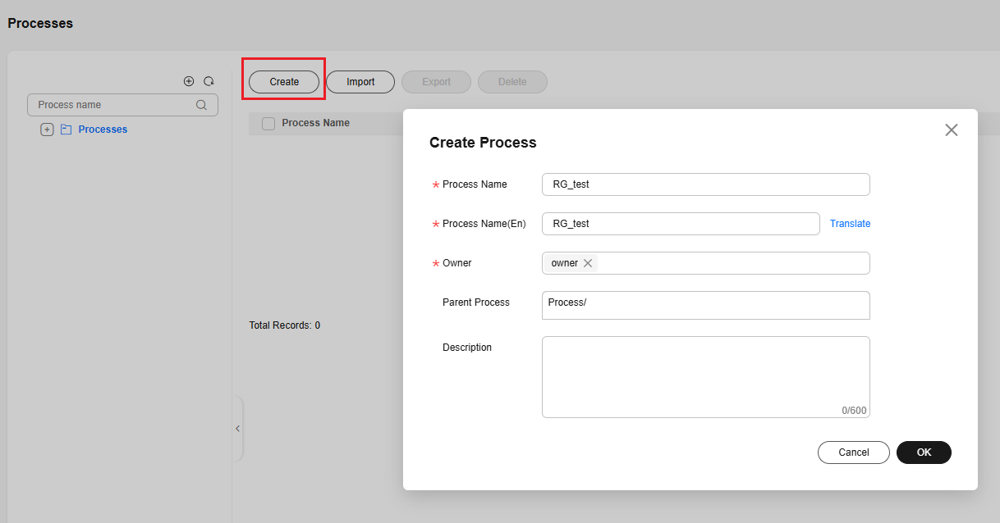 Processes
Create
Import
Export
Delete
Process name
Processes
Process Name
Total Records: 0
Create Process
* Process Name
RG_test
* Process Name(En)
RG_test
Translate
* Owner
owner
Parent Process
Process/
Description
0/600
Cancel
OK